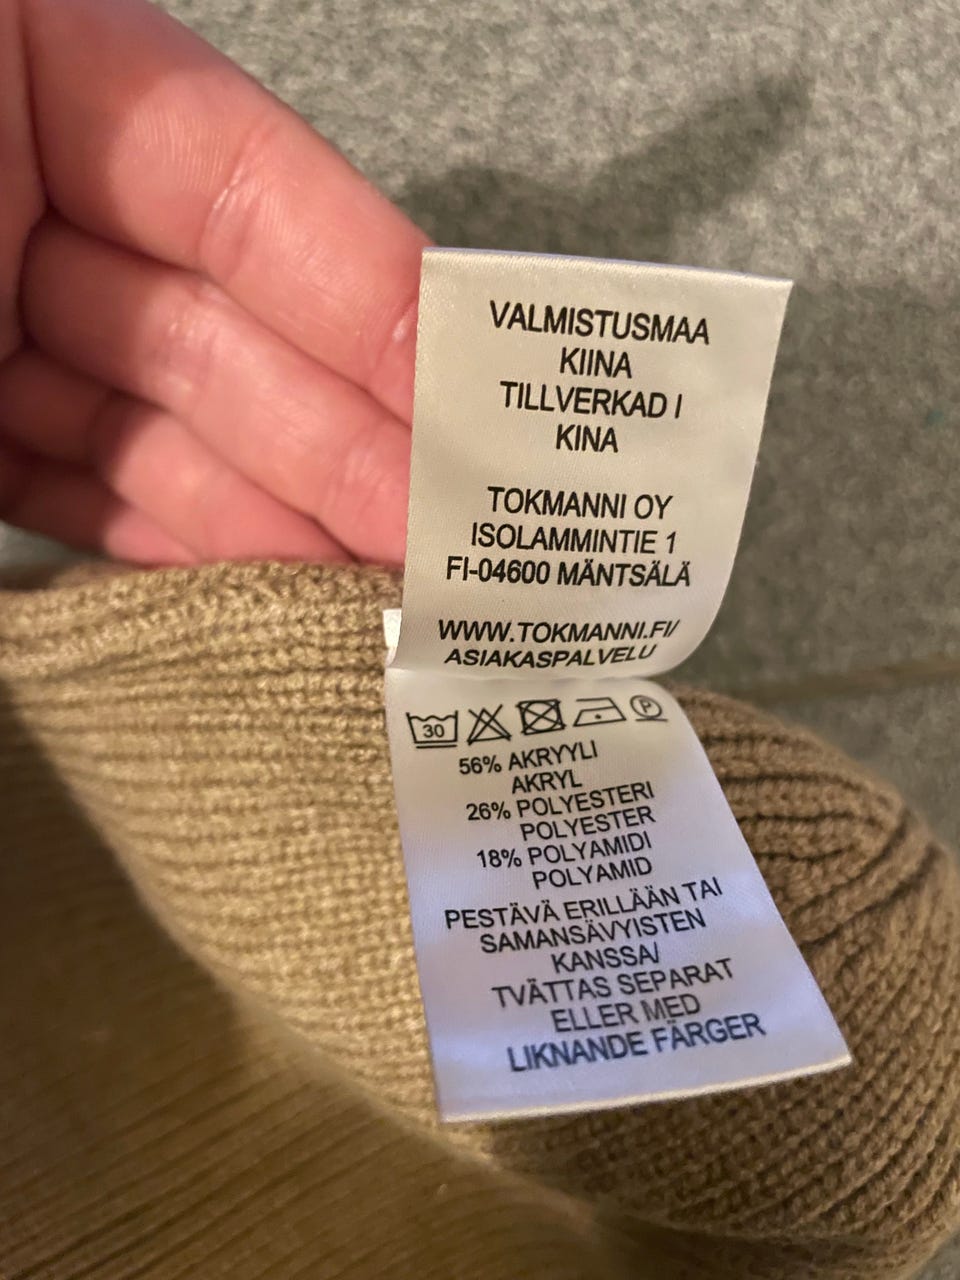 VALMISTUSMAA
KIINA
TILLVERKAD I
KINA
TOKMANNI OY
ISOLAMMINTIE 1
FI-04600 MÄNTSÄLÄ
WWW.TOKMANNI.FI/
ASIAKASPALVELU
30 P
56% AKRYYLI
AKRYL
26% POLYESTERI
POLYESTER
18% POLYAMIDI
POLYAMID
PESTÄVÄ ERILLÄÄN TAI
SAMANSÄVYISTEN
KANSSA/
TVÄTTAS SEPARAT
ELLER MED
LIKNANDE FÄRGER